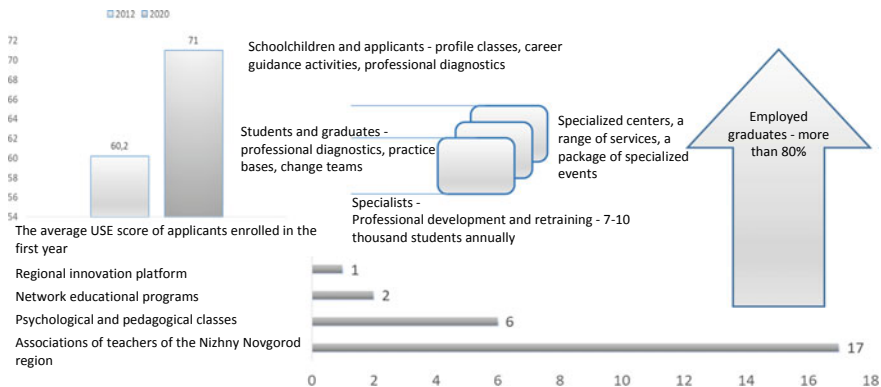 2012 2020
72
70
68
66
64
62
60
58
56
54
60,2
71
The average USE score of applicants enrolled in the
first year
Schoolchildren and applicants - profile classes, career
guidance activities, professional diagnostics
Students and graduates -
professional diagnostics, practice
bases, change teams
Specialists -
Professional development and retraining - 7-10
thousand students annually
Specialized centers, a
range of services, a
package of specialized
events
Employed
graduates - more
than 80%
Regional innovation platform
1
Network educational programs
2
Psychological and pedagogical classes
6
Associations of teachers of the Nizhny Novgorod
region
17
0 2 4 6 8 10 12 14 16 18